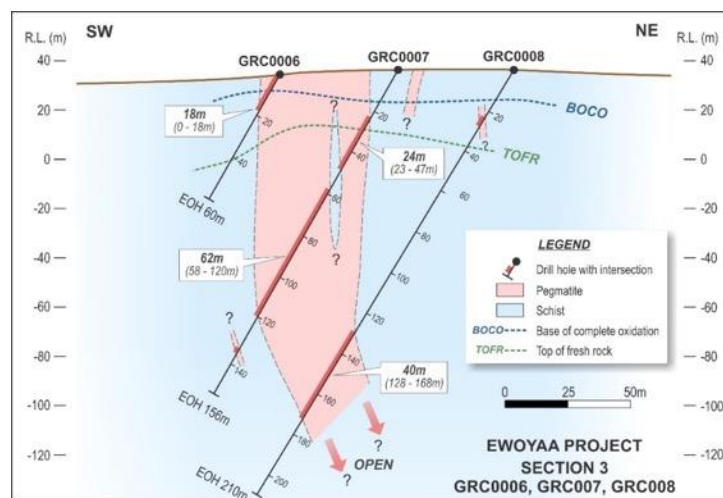 R.L. (m)
SW
NE
R.L. (m)
GRC0006
GRC0007
GRC0008
40
20
0
-20
-40
-60
-80
-100
-120
40
20
0
-20
-40
-60
-80
-100
-120
18m
(0 - 18m)
20
40
EOH 60m
?
?
?
20
40
24m
(23 - 47m)
60
80
100
120
140
62m
(58 - 120m)
?
?
EOH 156m
20
?
40
60
80
100
120
140
160
180
200
BOCO
TOFR
40m
(128 - 168m)
?
?
OPEN
EOH 210m
LEGEND
Drill hole with intersection
Pegmatite
Schist
BOCO Base of complete oxidation
TOFR Top of fresh rock
0 25 50m
EWOYAA PROJECT
SECTION 3
GRC0006, GRC007, GRC008